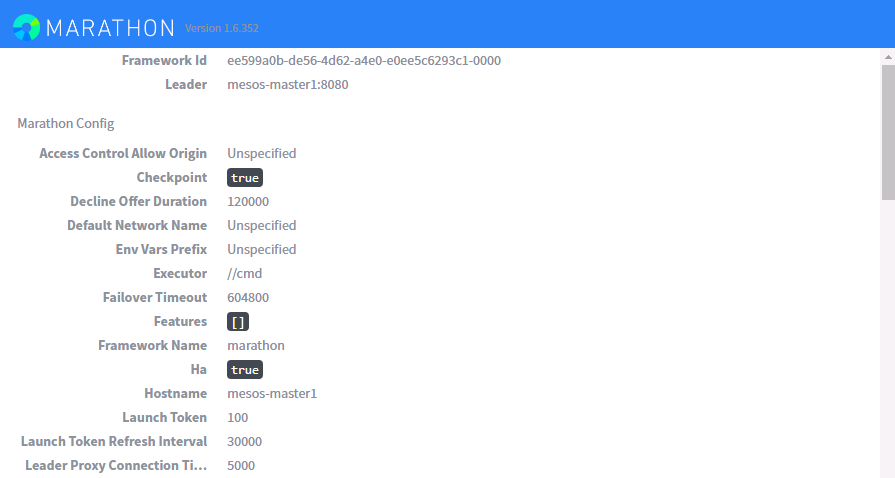 MARATHON Version 1.6.352
Framework Id ee599a0b-de56-4d62-a4e0-e0ee5c6293c1-0000
Leader mesos-master1:8080
Marathon Config
Access Control Allow Origin Unspecified
Checkpoint true
Decline Offer Duration 120000
Default Network Name Unspecified
Env Vars Prefix Unspecified
Executor //cmd
Failover Timeout 604800
Features []
Framework Name marathon
Ha true
Hostname mesos-master1
Launch Token 100
Launch Token Refresh Interval 30000
Leader Proxy Connection Ti... 5000